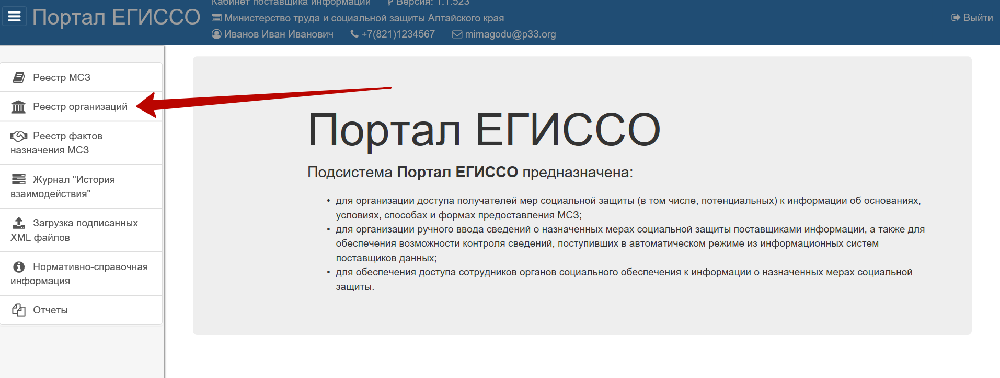 Кабинет поставщика информации Версия: 1.1.523
Портал ЕГИССО
Министерство труда и социальной защиты Алтайского края
Выйти
Иванов Иван Иванович +7(821)1234567 mimagodu@p33.org
Реестр МСЗ
Реестр организаций
Реестр фактов
назначения МСЗ
Журнал "История
взаимодействия"
Загрузка подписанных
XML файлов
Нормативно-справочная
информация
Отчеты
Портал ЕГИССО
Подсистема Портал ЕГИССО предназначена:
• для организации доступа получателей мер социальной защиты (в том числе, потенциальных) к информации об основаниях,
условиях, способах и формах предоставления МСЗ;
• для организации ручного ввода сведений о назначенных мерах социальной защиты поставщиками информации, а также для
обеспечения возможности контроля сведений, поступивших в автоматическом режиме из информационных систем
поставщиков данных;
• для обеспечения доступа сотрудников органов социального обеспечения к информации о назначенных мерах социальной
защиты.